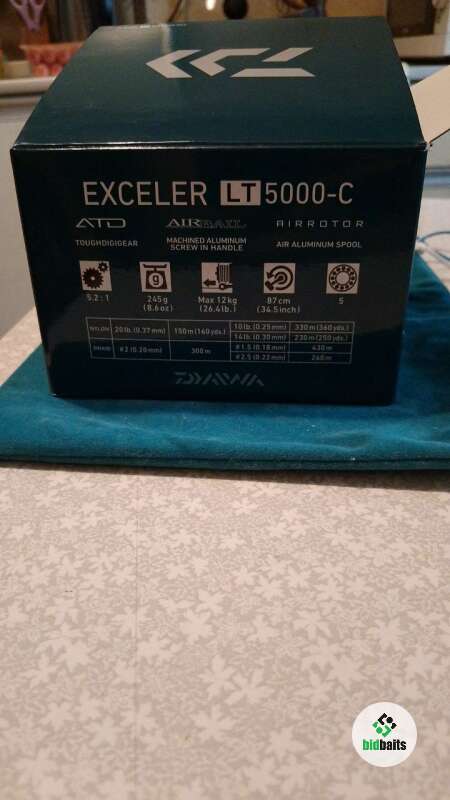 EXCELER LT 5000-C
ATD AIRBAIL AIRROTOR
TOUGHDIGIGEAR MACHINED ALUMINUM SCREW IN HANDLE AIR ALUMINUM SPOOL
g
5.2 : 1 245g (8.6oz) Max 12kg (26.4lb.) 87cm (34.5inch) 5
NYLON 20lb.(0.37mm) 150m(160yds.) 10lb.(0.25mm) 330m(360yds.)
14lb.(0.30mm) 230m(250yds.)
BRAID #2(0.20mm) 300m #1.5(0.18mm) 430m
#2.5(0.22mm) 260m
DAIWA
bidbaits